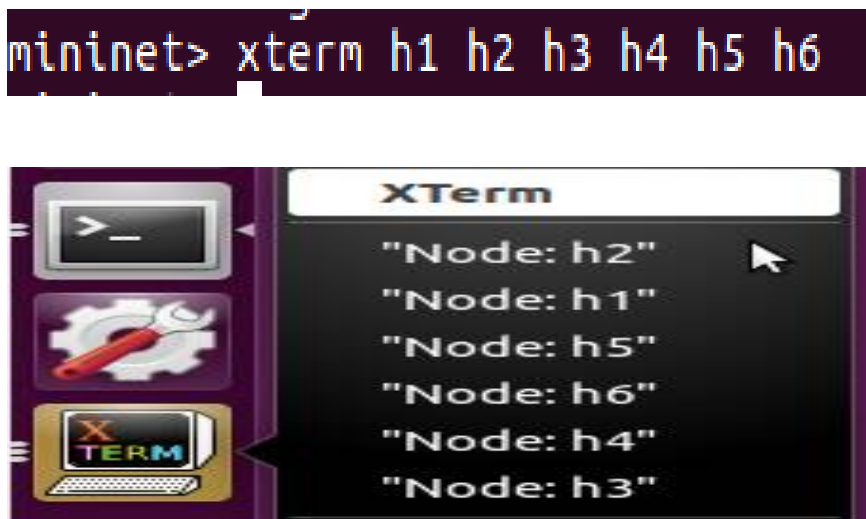 mininet> xterm h1 h2 h3 h4 h5 h6
XTerm
>_
"Node: h2"
"Node: h1"
"Node: h5"
"Node: h6"
X
TERM
"Node: h4"
"Node: h3"